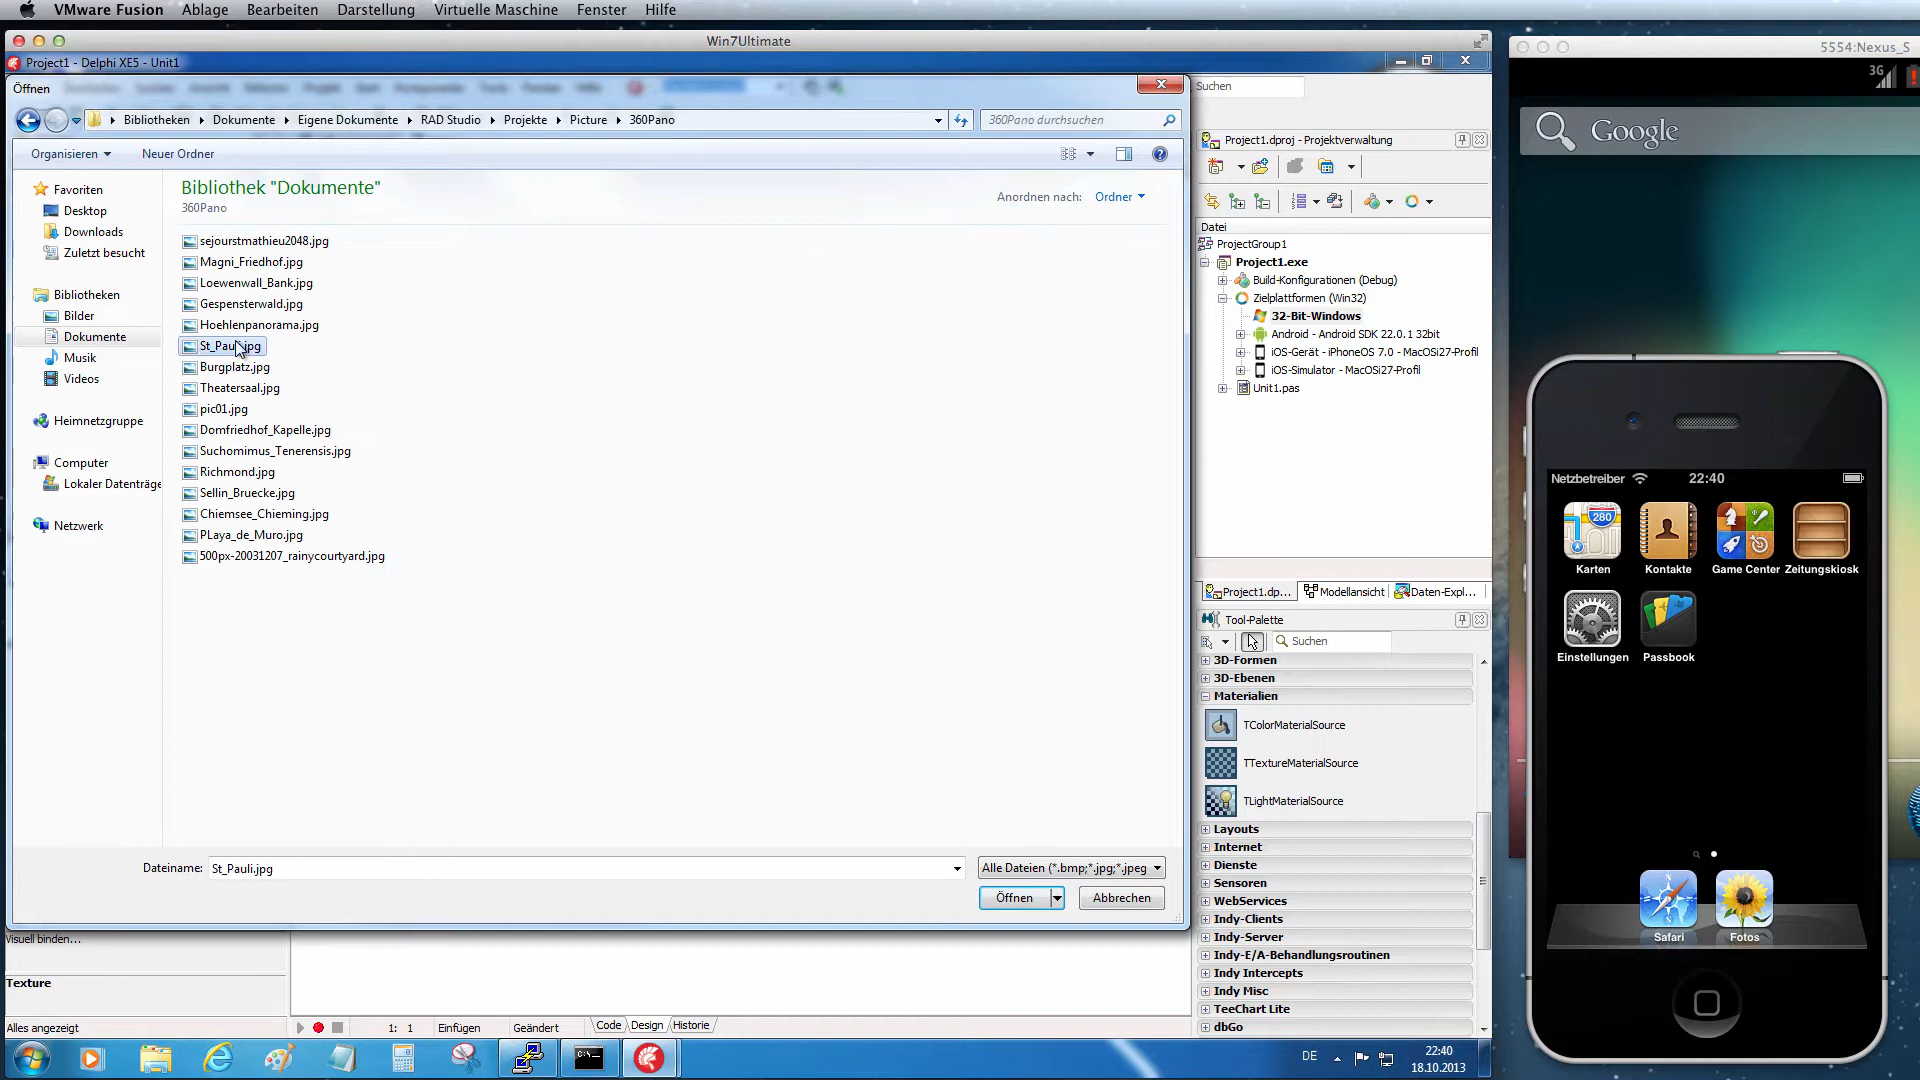 VMware Fusion Ablage Bearbeiten Darstellung Virtuelle Maschine Fenster Hilfe
Win7Ultimate
5554:Nexus_S
Project1 - Delphi XE5 - Unit1
Öffnen
3G
Suchen
Bibliotheken Dokumente Eigene Dokumente RAD Studio Projekte Picture 360Pano
360Pano durchsuchen
Google
Project1.dproj - Projektverwaltung
Organisieren Neuer Ordner
Bibliothek "Dokumente"
360Pano
Anordnen nach: Ordner
Favoriten
Desktop
Downloads
Zuletzt besucht
Bibliotheken
Bilder
Dokumente
Musik
Videos
Heimnetzgruppe
Computer
Lokaler Datenträge
Netzwerk
sejourstmathieu2048.jpg
Magni_Friedhof.jpg
Loewenwall_Bank.jpg
Gespensterwald.jpg
Hoehlenpanorama.jpg
St_Pauli.jpg
Burgplatz.jpg
Theatersaal.jpg
pic01.jpg
Domfriedhof_Kapelle.jpg
Suchomimus_Tenerensis.jpg
Richmond.jpg
Sellin_Bruecke.jpg
Chiemsee_Chieming.jpg
PLaya_de_Muro.jpg
500px-20031207_rainycourtyard.jpg
Dateiname: St_Pauli.jpg
Alle Dateien (*.bmp;*.jpg;*.jpeg
Öffnen Abbrechen
Datei
ProjectGroup1
Project1.exe
Build-Konfigurationen (Debug)
Zielplattformen (Win32)
32-Bit-Windows
Android - Android SDK 22.0.1 32bit
iOS-Gerät - iPhoneOS 7.0 - MacOSi27-Profil
iOS-Simulator - MacOSi27-Profil
Unit1.pas
Project1.dp... Modellansicht Daten-Expl...
Tool-Palette
Suchen
3D-Formen
3D-Ebenen
Materialien
TColorMaterialSource
TTextureMaterialSource
TLightMaterialSource
Layouts
Internet
Dienste
Sensoren
WebServices
Indy-Clients
Indy-Server
Indy-E/A-Behandlungsroutinen
Indy Intercepts
Indy Misc
TeeChart Lite
dbGo
Netzbetreiber 22:40
280
Karten Kontakte Game Center Zeitungskiosk
Einstellungen Passbook
Safari Fotos
Visuell binden...
Texture
Alles angezeigt
1: 1 Einfügen Geändert Code Design Historie
C:\
DE 22:40
18.10.2013